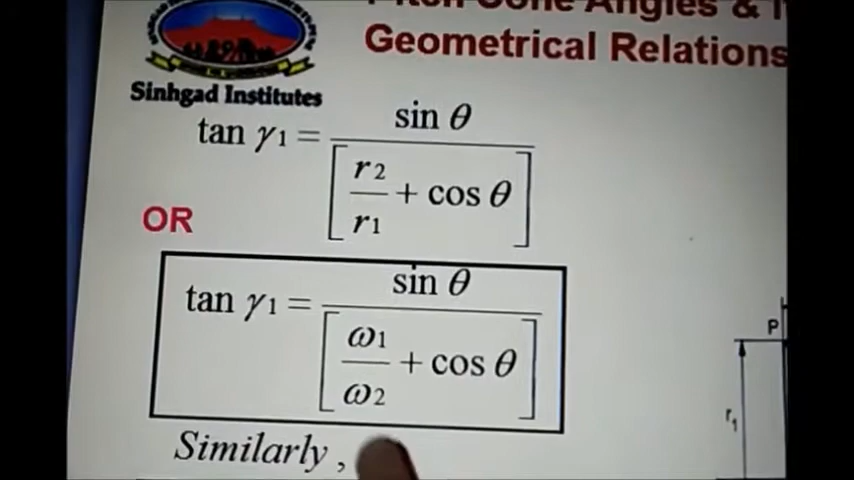 Geometrical Relations
Sinhgad Institutes
tan γ1 = sin θ / [r2/r1 + cos θ]
OR
tan γ1 = sin θ / [ω1/ω2 + cos θ]
Similarly,
P
r1